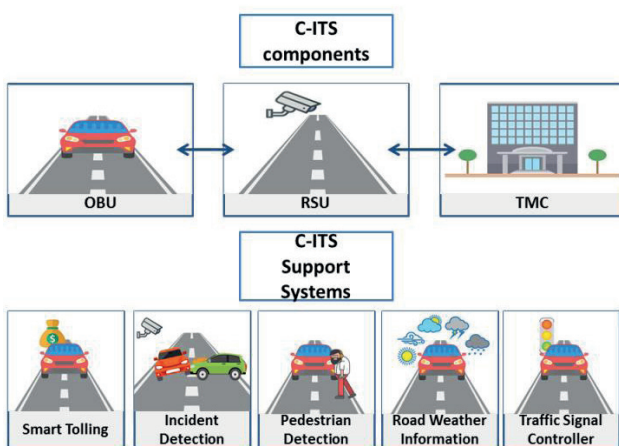 C-ITS
components
OBU
RSU
TMC
C-ITS
Support
Systems
$
Smart Tolling
Incident
Detection
Pedestrian
Detection
Road Weather
Information
Traffic Signal
Controller